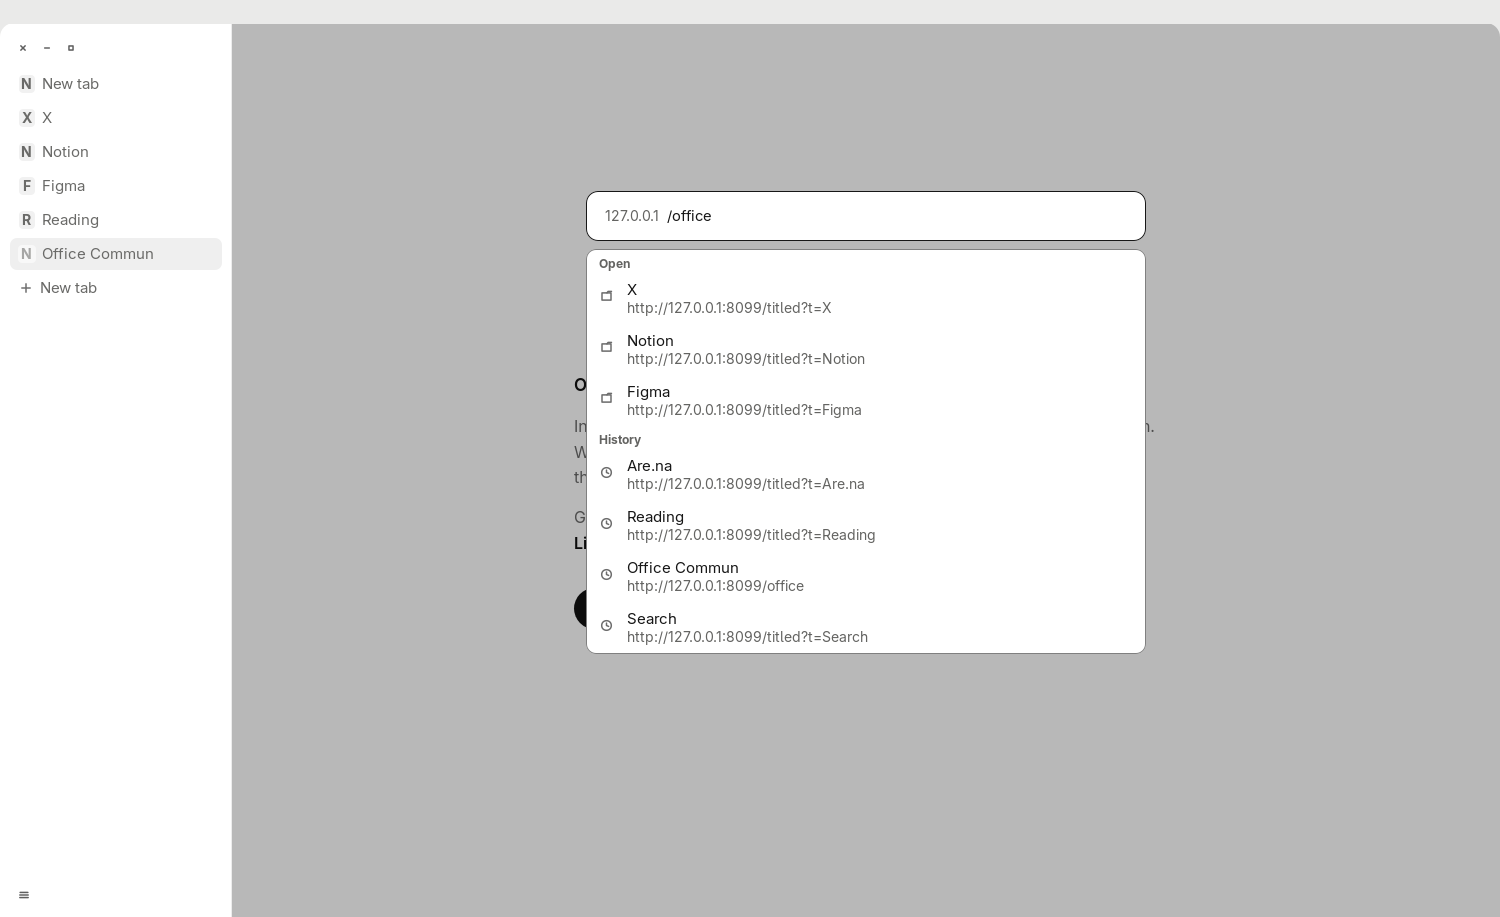 N New tab
X X
N Notion
F Figma
R Reading
N Office Commun
+ New tab
127.0.0.1 /office
Open
X
http://127.0.0.1:8099/titled?t=X
Notion
http://127.0.0.1:8099/titled?t=Notion
Figma
http://127.0.0.1:8099/titled?t=Figma
History
Are.na
http://127.0.0.1:8099/titled?t=Are.na
Reading
http://127.0.0.1:8099/titled?t=Reading
Office Commun
http://127.0.0.1:8099/office
Search
http://127.0.0.1:8099/titled?t=Search